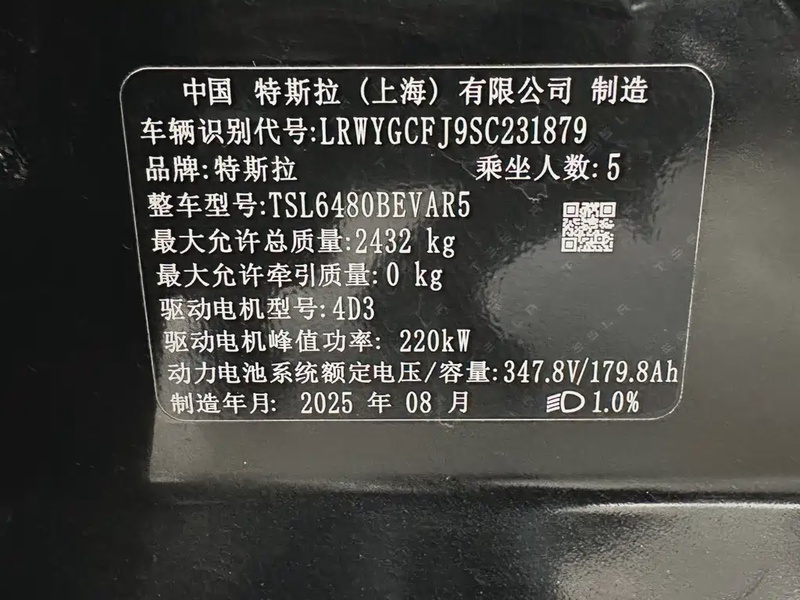 中国 特斯拉 (上海) 有限公司 制造
车辆识别代号:LRWYGCFJ9SC231879
品牌:特斯拉 乘坐人数:5
整车型号:TSL6480BEVAR5
最大允许总质量:2432 kg
最大允许牵引质量:0 kg
驱动电机型号:4D3
驱动电机峰值功率: 220kW
动力电池系统额定电压/容量:347.8V/179.8Ah
制造年月: 2025 年 08 月 1.0%